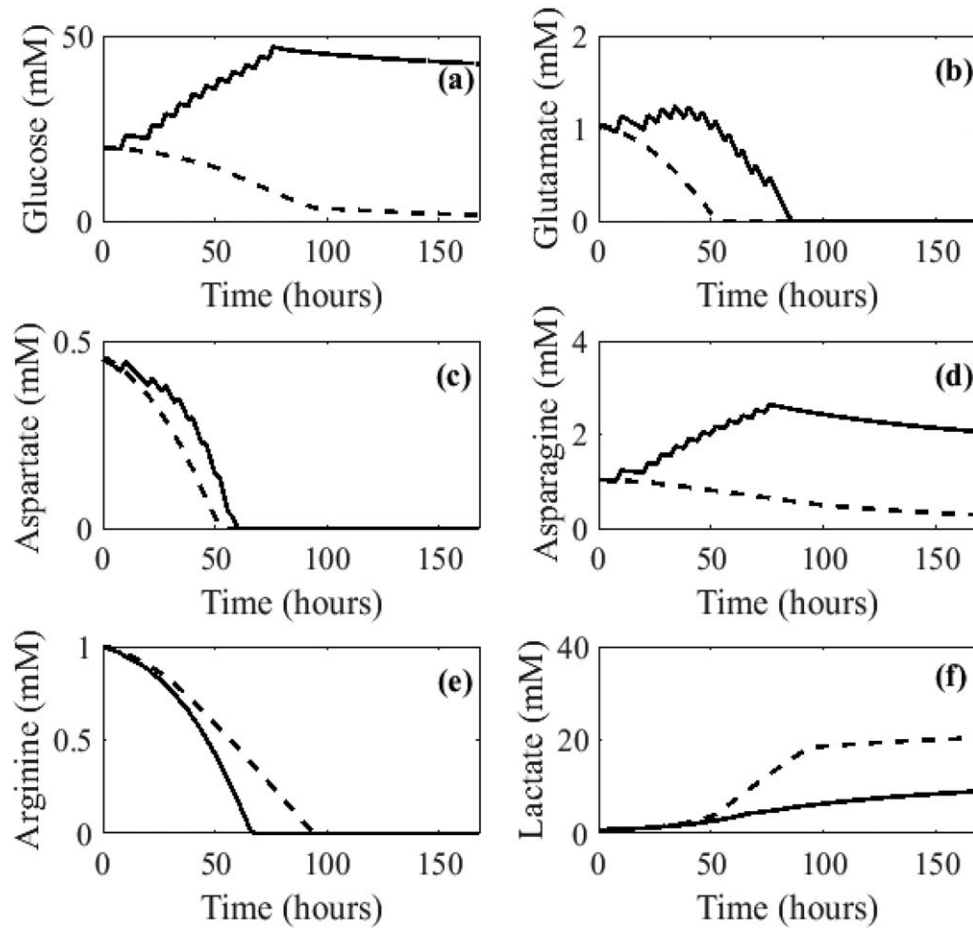 50
Glucose (mM)
(a)
0
0 50 100 150
Time (hours)
2
Glutamate (mM)
1
(b)
0
0 50 100 150
Time (hours)
0.5
Aspartate (mM)
(c)
0
0 50 100 150
Time (hours)
4
Asparagine (mM)
2
(d)
0
0 50 100 150
Time (hours)
1
Arginine (mM)
0.5
(e)
0
0 50 100 150
Time (hours)
40
Lactate (mM)
20
(f)
0
0 50 100 150
Time (hours)